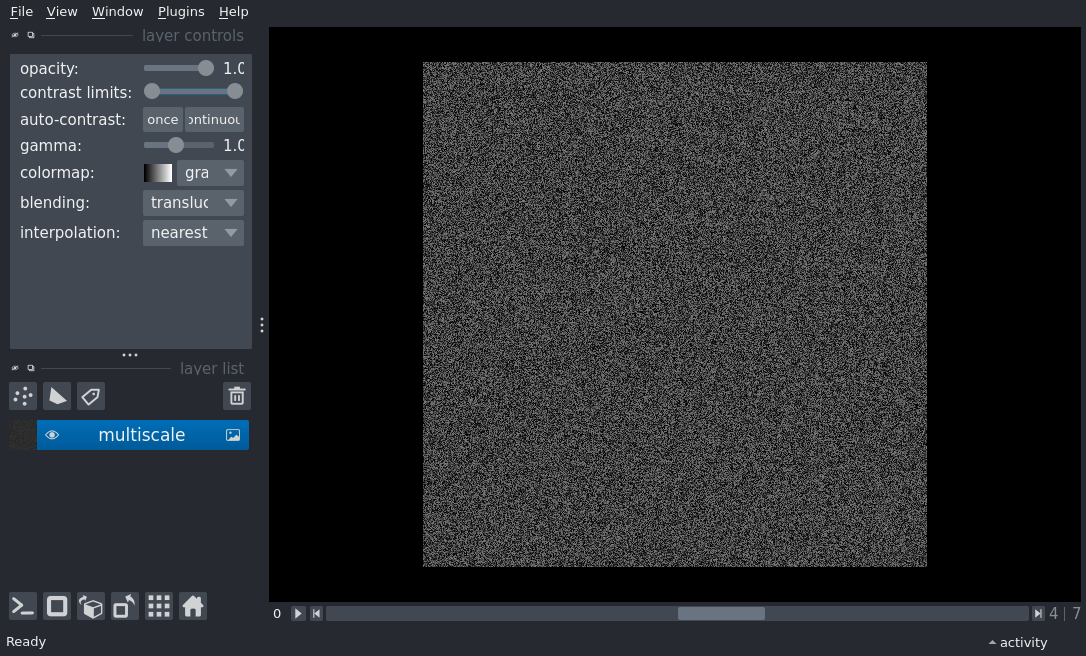 File View Window Plugins Help
layer controls
opacity: 1.0
contrast limits:
auto-contrast: once ontinuou
gamma: 1.0
colormap: gra
blending: transluc
interpolation: nearest
layer list
multiscale
0 4 | 7
Ready activity